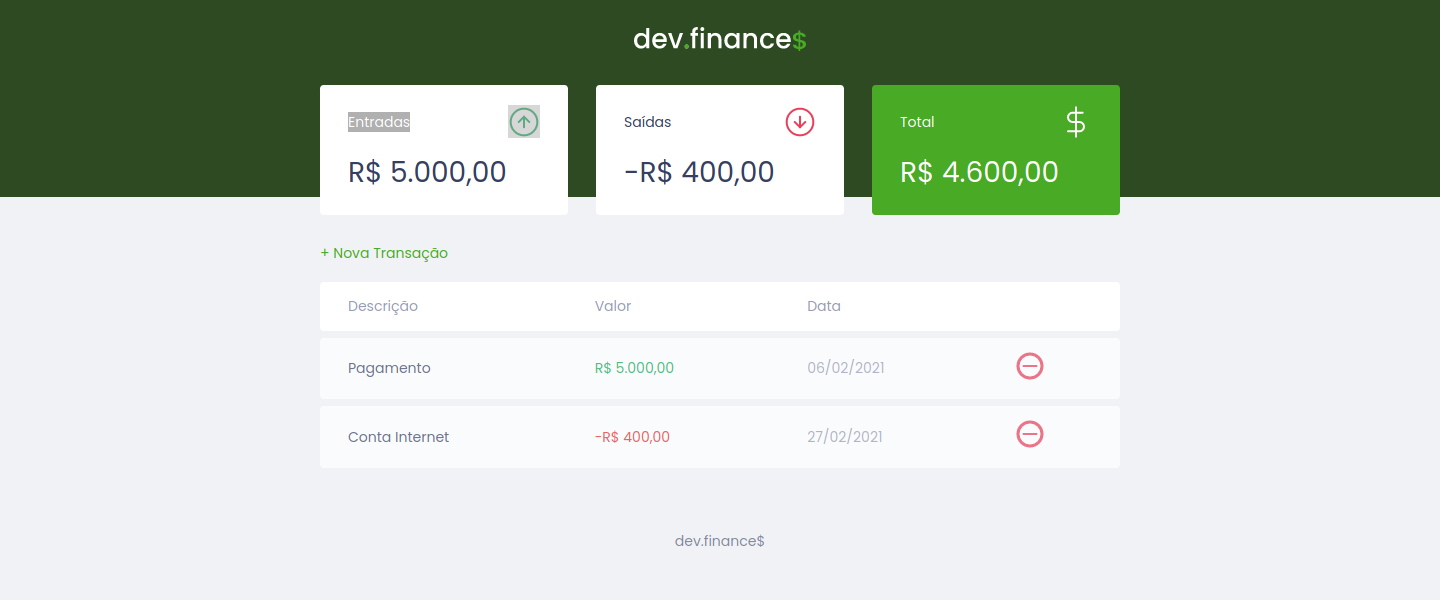 dev.finance$
Entradas
R$ 5.000,00
Saídas
-R$ 400,00
Total
$
R$ 4.600,00
+ Nova Transação
Descrição Valor Data
Pagamento R$ 5.000,00 06/02/2021
Conta Internet -R$ 400,00 27/02/2021
dev.finance$